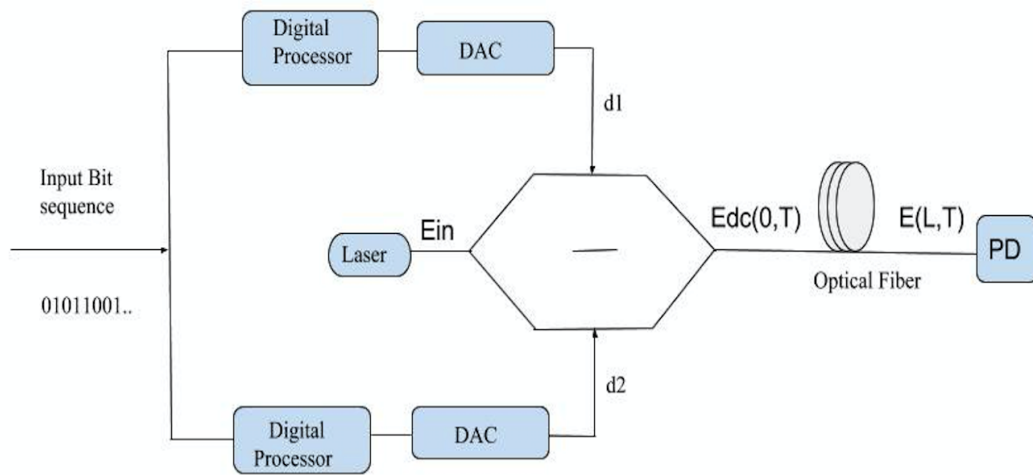 Digital
Processor
DAC
d1
Input Bit
sequence
01011001..
Laser
Ein
Edc(0,T)
E(L,T)
PD
Optical Fiber
d2
Digital
Processor
DAC